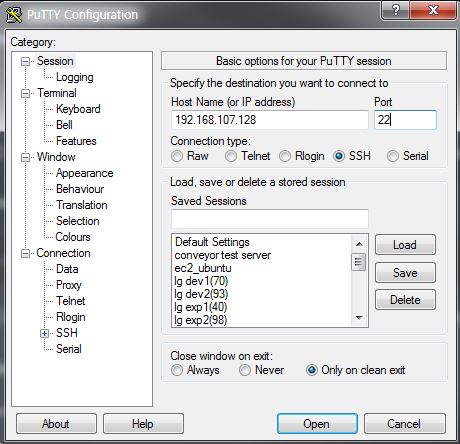 PuTTY Configuration
?
X
Category:
Session
Logging
Terminal
Keyboard
Bell
Features
Window
Appearance
Behaviour
Translation
Selection
Colours
Connection
Data
Proxy
Telnet
Rlogin
SSH
Serial
Basic options for your PuTTY session
Specify the destination you want to connect to
Host Name (or IP address) Port
192.168.107.128 22
Connection type:
Raw Telnet Rlogin SSH Serial
Load, save or delete a stored session
Saved Sessions
Default Settings
conveyor test server
ec2_ubuntu
lg dev1(70)
lg dev2(93)
lg exp1(40)
lg exp2(98)
Load
Save
Delete
Close window on exit:
Always Never Only on clean exit
About Help Open Cancel